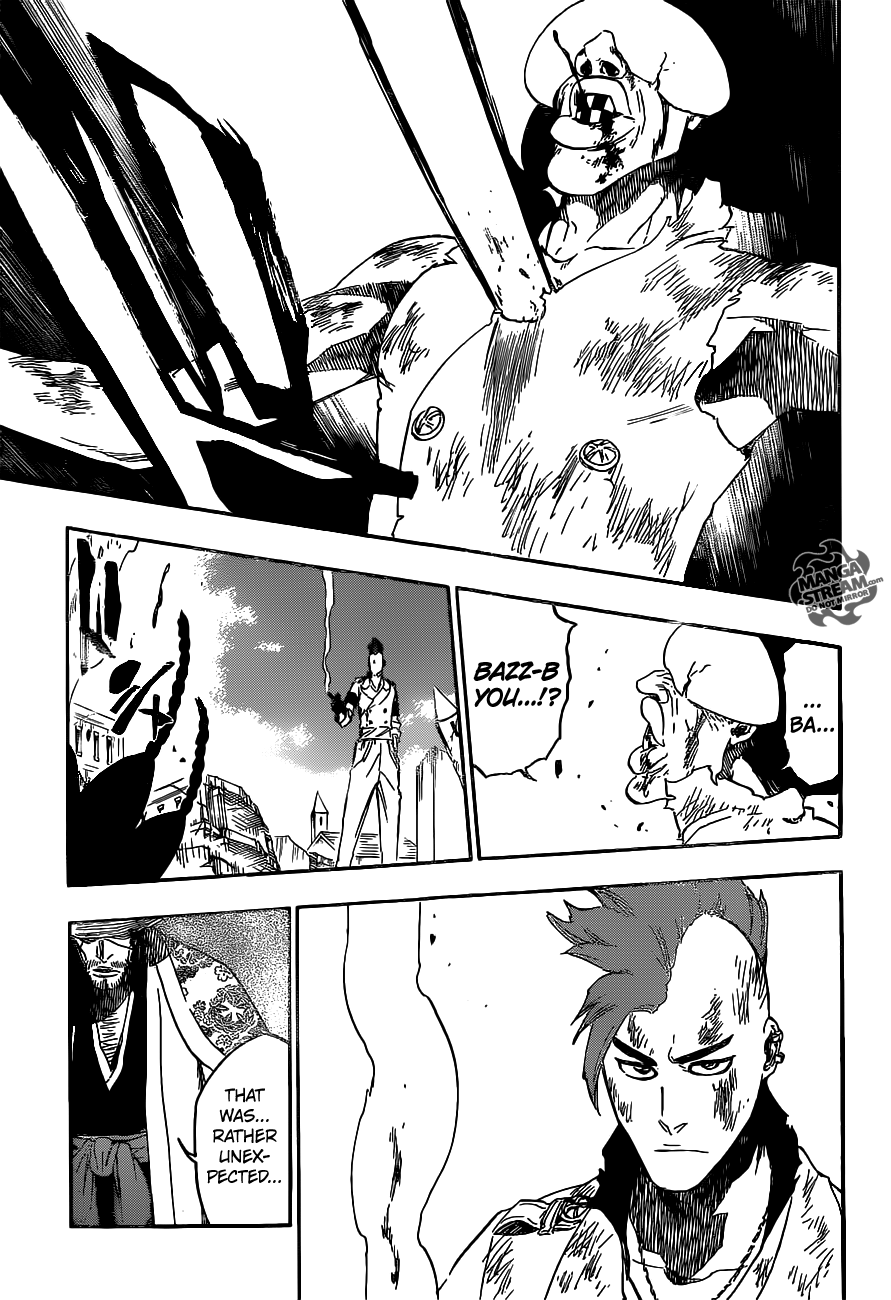 MANGA
STREAM.com
DO NOT MIRROR
...
BA...
BAZZ-B
YOU...!?
THAT
WAS...
RATHER
UNEX-
PECTED...